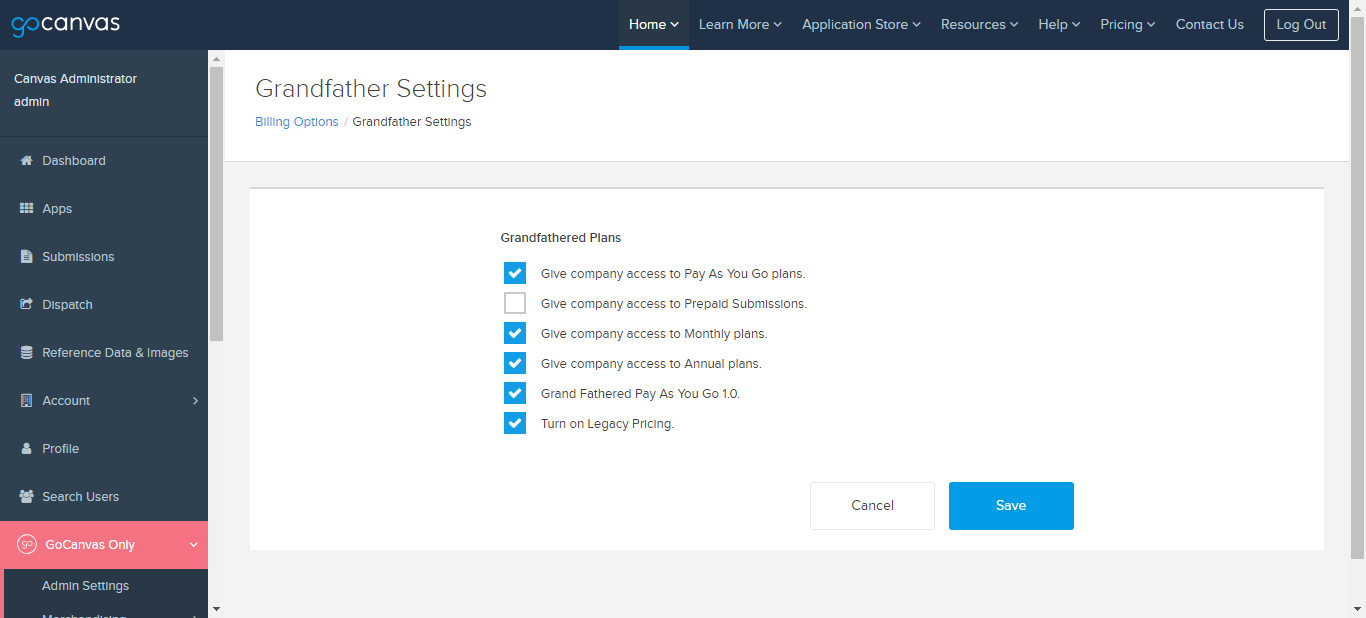 gocanvas
Home
Learn More
Application Store
Resources
Help
Pricing
Contact Us
Log Out
Canvas Administrator
admin
Dashboard
Apps
Submissions
Dispatch
Reference Data & Images
Account
Profile
Search Users
go GoCanvas Only
Admin Settings
Merchandising
Grandfather Settings
Billing Options / Grandfather Settings
Grandfathered Plans
Give company access to Pay As You Go plans.
Give company access to Prepaid Submissions.
Give company access to Monthly plans.
Give company access to Annual plans.
Grand Fathered Pay As You Go 1.0.
Turn on Legacy Pricing.
Cancel
Save